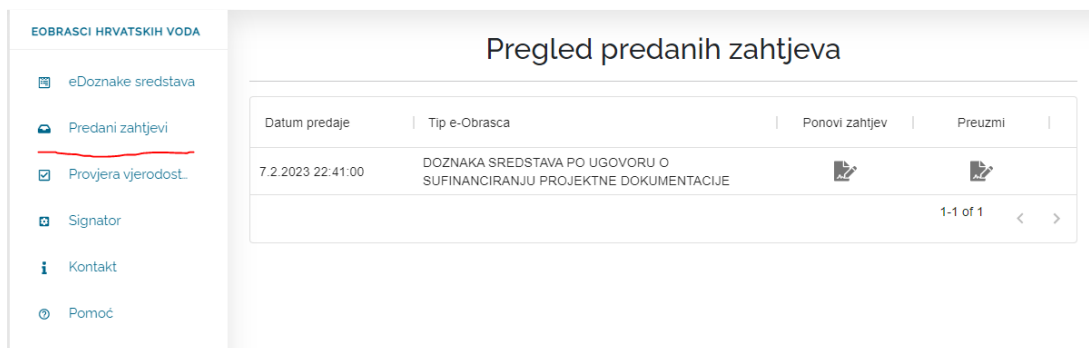 EOBRASCI HRVATSKIH VODA
eDoznake sredstava
Predani zahtjevi
Provjera vjerodost...
Signator
Kontakt
Pomoć
Pregled predanih zahtjeva
Datum predaje Tip e-Obrasca Ponovi zahtjev Preuzmi
7.2.2023 22:41:00 DOZNAKA SREDSTAVA PO UGOVORU O
SUFINANCIRANJU PROJEKTNE DOKUMENTACIJE
1-1 of 1